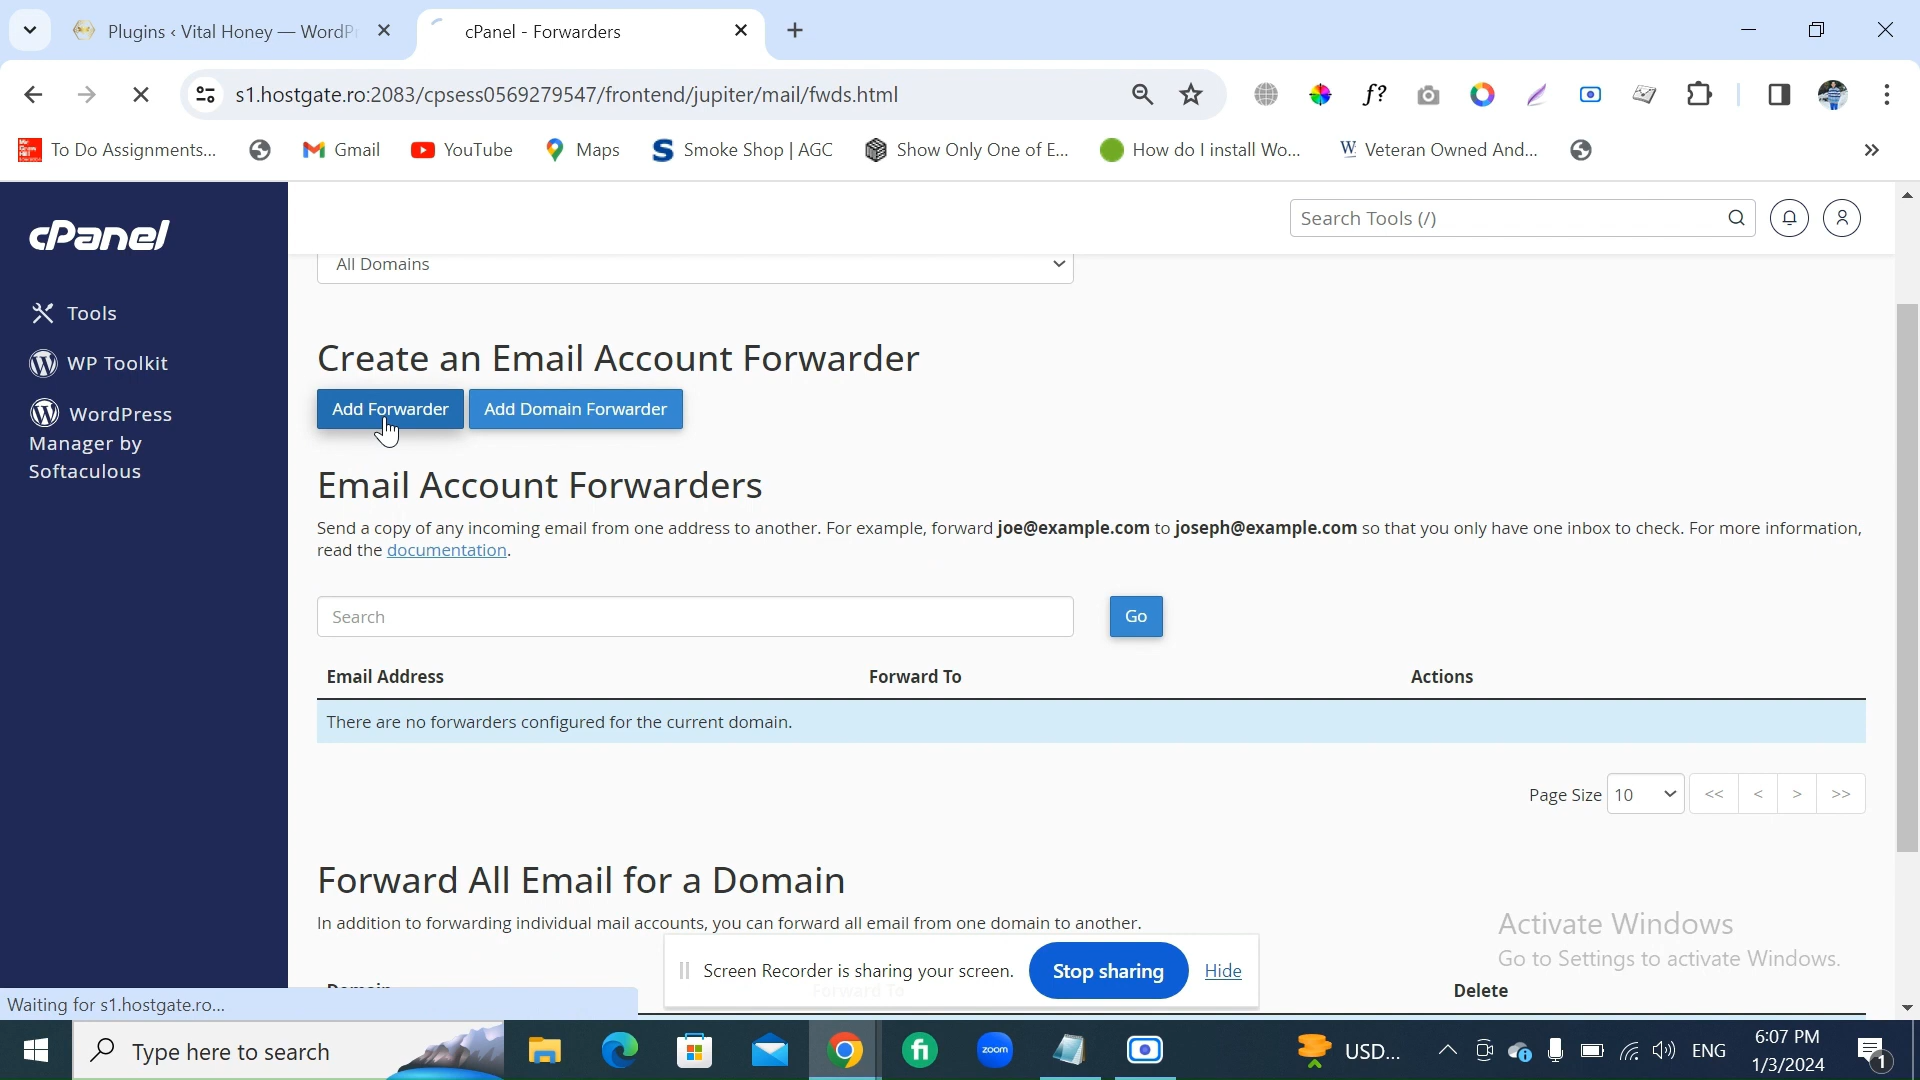 Plugins ‹ Vital Honey — WordP
cPanel - Forwarders
s1.hostgate.ro:2083/cpsess0569279547/frontend/jupiter/mail/fwds.html
f?
To Do Assignments...
Gmail
YouTube
Maps
Smoke Shop | AGC
Show Only One of E...
How do I install Wo...
Veteran Owned And...
»
cPanel
Search Tools (/)
Tools
WP Toolkit
WordPress
Manager by
Softaculous
All Domains
Create an Email Account Forwarder
Add Forwarder
Add Domain Forwarder
Email Account Forwarders
Send a copy of any incoming email from one address to another. For example, forward joe@example.com to joseph@example.com so that you only have one inbox to check. For more information,
read the documentation.
Search
Go
Email Address
Forward To
Actions
There are no forwarders configured for the current domain.
Page Size
10
<<
<
>
>>
Forward All Email for a Domain
In addition to forwarding individual mail accounts, you can forward all email from one domain to another.
Activate Windows
Go to Settings to activate Windows.
Screen Recorder is sharing your screen.
Stop sharing
Hide
Domain
Forward To
Delete
Waiting for s1.hostgate.ro...
Type here to search
fi
zoom
USD...
ENG
6:07 PM
1/3/2024
1